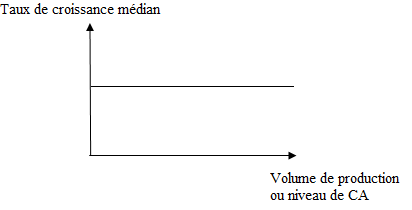 Taux de croissance médian
Volume de production
ou niveau de CA